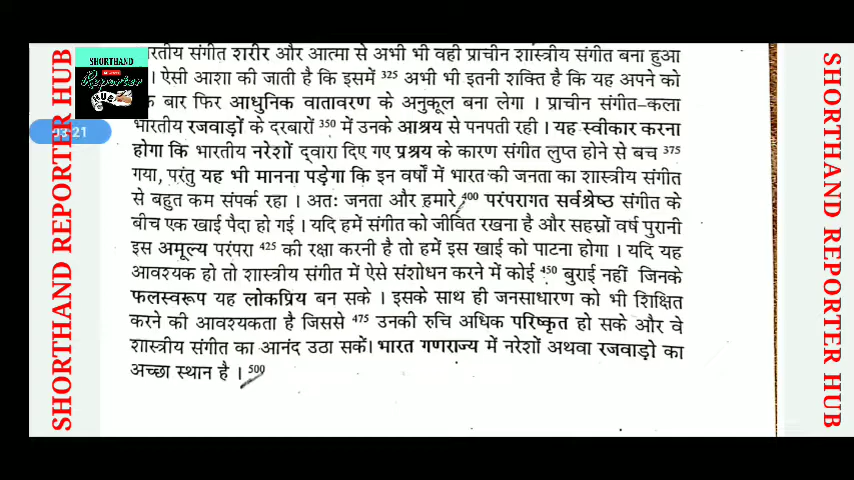 SHORTHAND REPORTER HUB
SHORTHAND
Reporter
HUB
03:21
भारतीय संगीत शरीर और आत्मा से अभी भी वही प्राचीन शास्त्रीय संगीत बना हुआ
। ऐसी आशा की जाती है कि इसमें 325 अभी भी इतनी शक्ति है कि यह अपने को
बार फिर आधुनिक वातावरण के अनुकूल बना लेगा । प्राचीन संगीत–कला
भारतीय रजवाड़ों के दरबारों 350 में उनके आश्रय से पनपती रही । यह स्वीकार करना
होगा कि भारतीय नरेशों द्वारा दिए गए प्रश्रय के कारण संगीत लुप्त होने से बच 375
गया, परंतु यह भी मानना पड़ेगा कि इन वर्षों में भारत की जनता का शास्त्रीय संगीत
से बहुत कम संपर्क रहा । अतः जनता और हमारे 400 परंपरागत सर्वश्रेष्ठ संगीत के
बीच एक खाई पैदा हो गई । यदि हमें संगीत को जीवित रखना है और सहस्रों वर्ष पुरानी
इस अमूल्य परंपरा 425 की रक्षा करनी है तो हमें इस खाई को पाटना होगा । यदि यह
आवश्यक हो तो शास्त्रीय संगीत में ऐसे संशोधन करने में कोई 450 बुराई नहीं जिनके
फलस्वरूप यह लोकप्रिय बन सके । इसके साथ ही जनसाधारण को भी शिक्षित
करने की आवश्यकता है जिससे 475 उनकी रुचि अधिक परिष्कृत हो सके और वे
शास्त्रीय संगीत का आनंद उठा सकें। भारत गणराज्य में नरेशों अथवा रजवाड़ो का
अच्छा स्थान है । 500
SHORTHAND REPORTER HUB